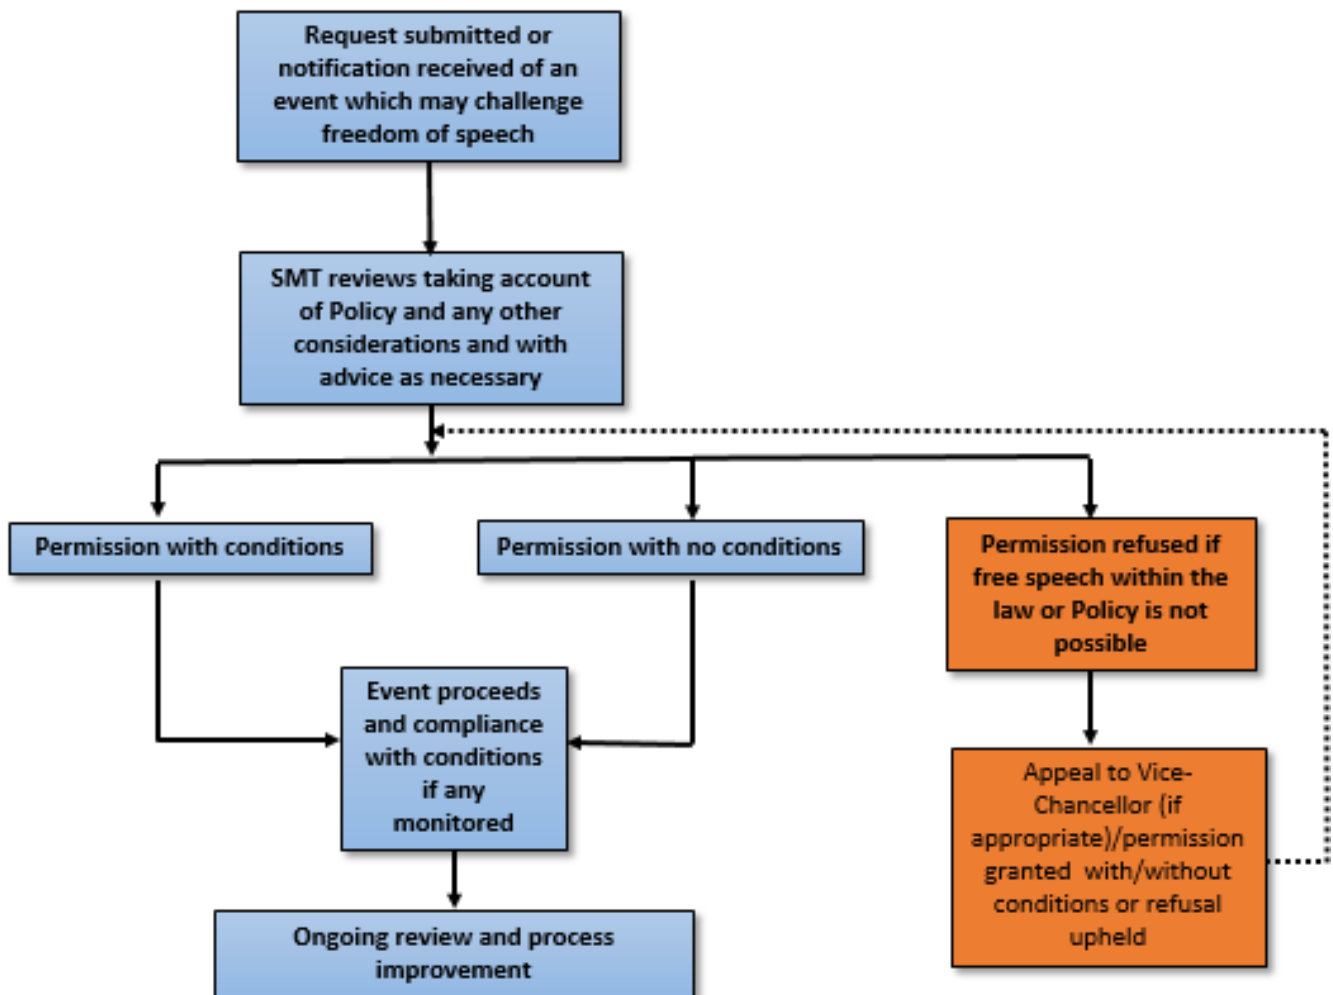 Request submitted or
notification received of an
event which may challenge
freedom of speech
SMT reviews taking account
of Policy and any other
considerations and with
advice as necessary
Permission with conditions
Permission with no conditions
Permission refused if
free speech within the
law or Policy is not
possible
Event proceeds
and compliance
with conditions
if any
monitored
Appeal to Vice-
Chancellor (if
appropriate)/permission
granted with/without
conditions or refusal
upheld
Ongoing review and process
improvement